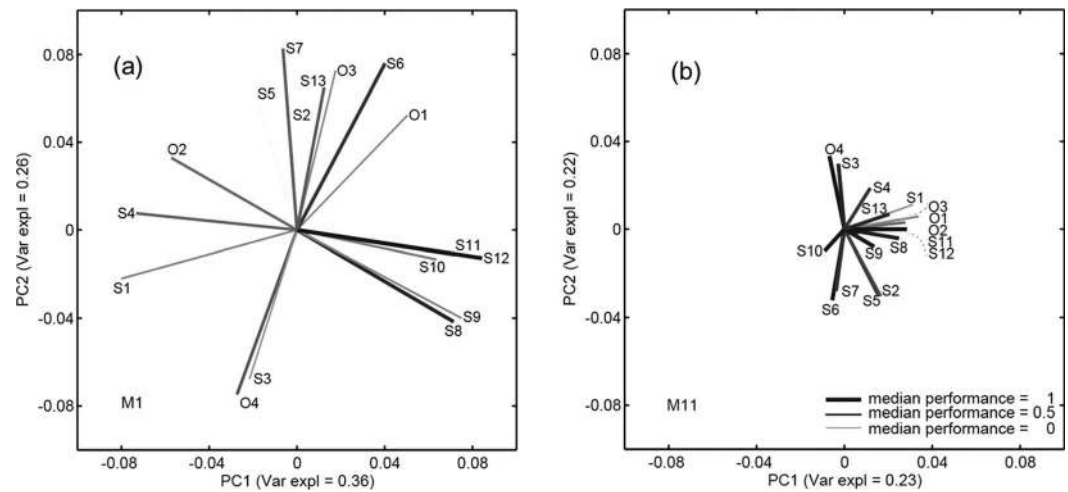 (a)
0.08
0.04
0
-0.04
-0.08
PC2 (Var expl = 0.26)
S7
S6
S13
O3
S5
S2
O1
O2
S4
S11
S12
S10
S1
S9
S8
S3
O4
M1
-0.08
-0.04
0
0.04
0.08
PC1 (Var expl = 0.36)
(b)
0.08
0.04
0
-0.04
-0.08
PC2 (Var expl = 0.22)
O4
S3
S4
S1
S13
O3
O1
O2
S10
S9
S8
S11
S12
S7
S6
S5
S2
M11
median performance = 1
median performance = 0.5
median performance = 0
-0.08
-0.04
0
0.04
0.08
PC1 (Var expl = 0.23)